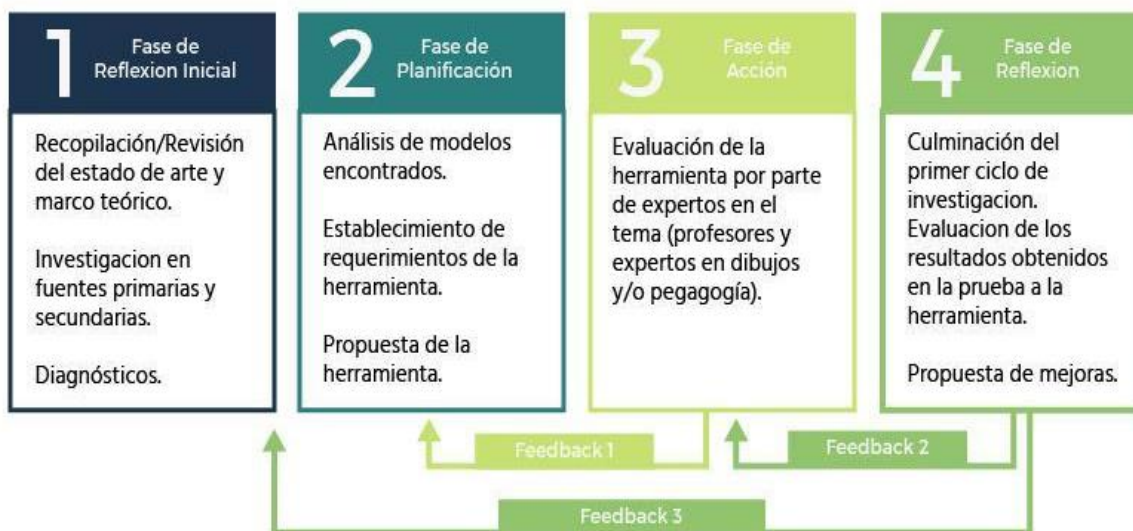 1
Fase de
Reflexion Inicial
Recopilación/Revisión
del estado de arte y
marco teórico.
Investigacion en
fuentes primarias y
secundarias.
Diagnósticos.
2
Fase de
Planificación
Análisis de modelos
encontrados.
Establecimiento de
requerimientos de la
herramienta.
Propuesta de la
herramienta.
3
Fase de
Acción
Evaluación de la
herramienta por parte
de expertos en el
tema (profesores y
expertos en dibujos
y/o pegagogía).
4
Fase de
Reflexion
Culminación del
primer ciclo de
investigacion.
Evaluacion de los
resultados obtenidos
en la prueba a la
herramienta.
Propuesta de mejoras.
Feedback 1
Feedback 2
Feedback 3